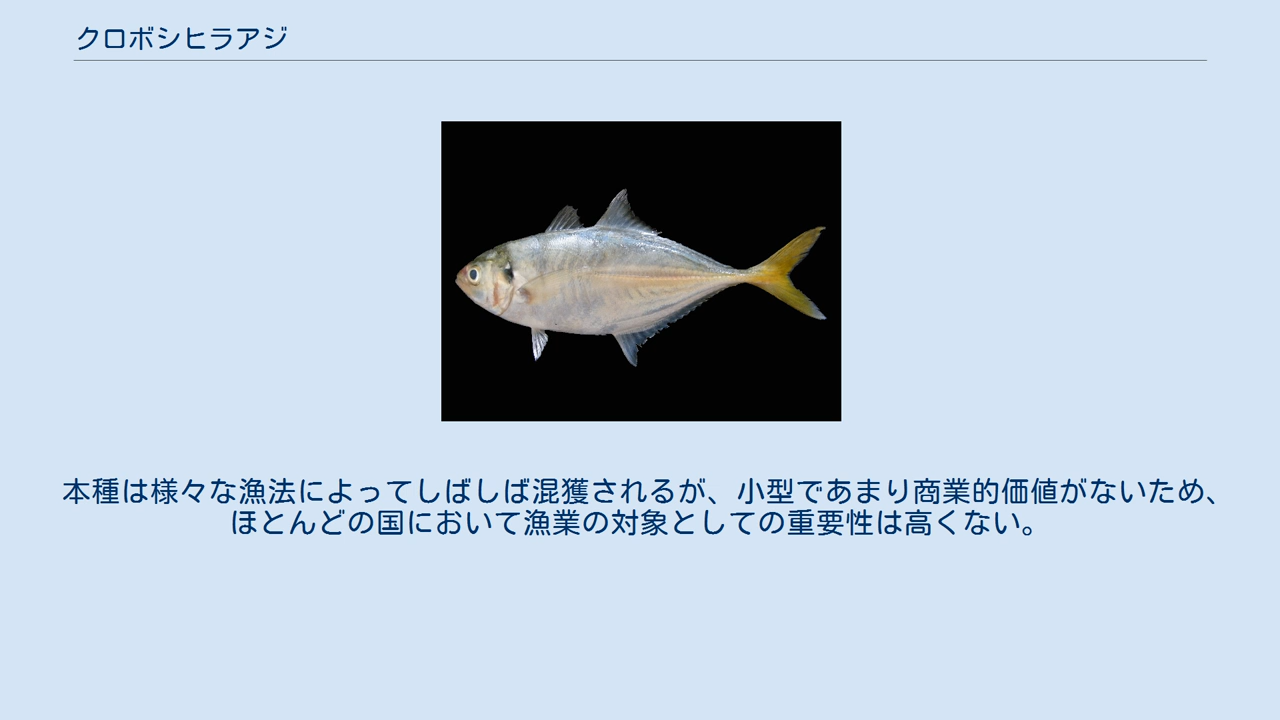 クロボシヒラアジ
本種は様々な漁法によってしばしば混獲されるが、小型であまり商業的価値がないため、
ほとんどの国において漁業の対象としての重要性は高くない。